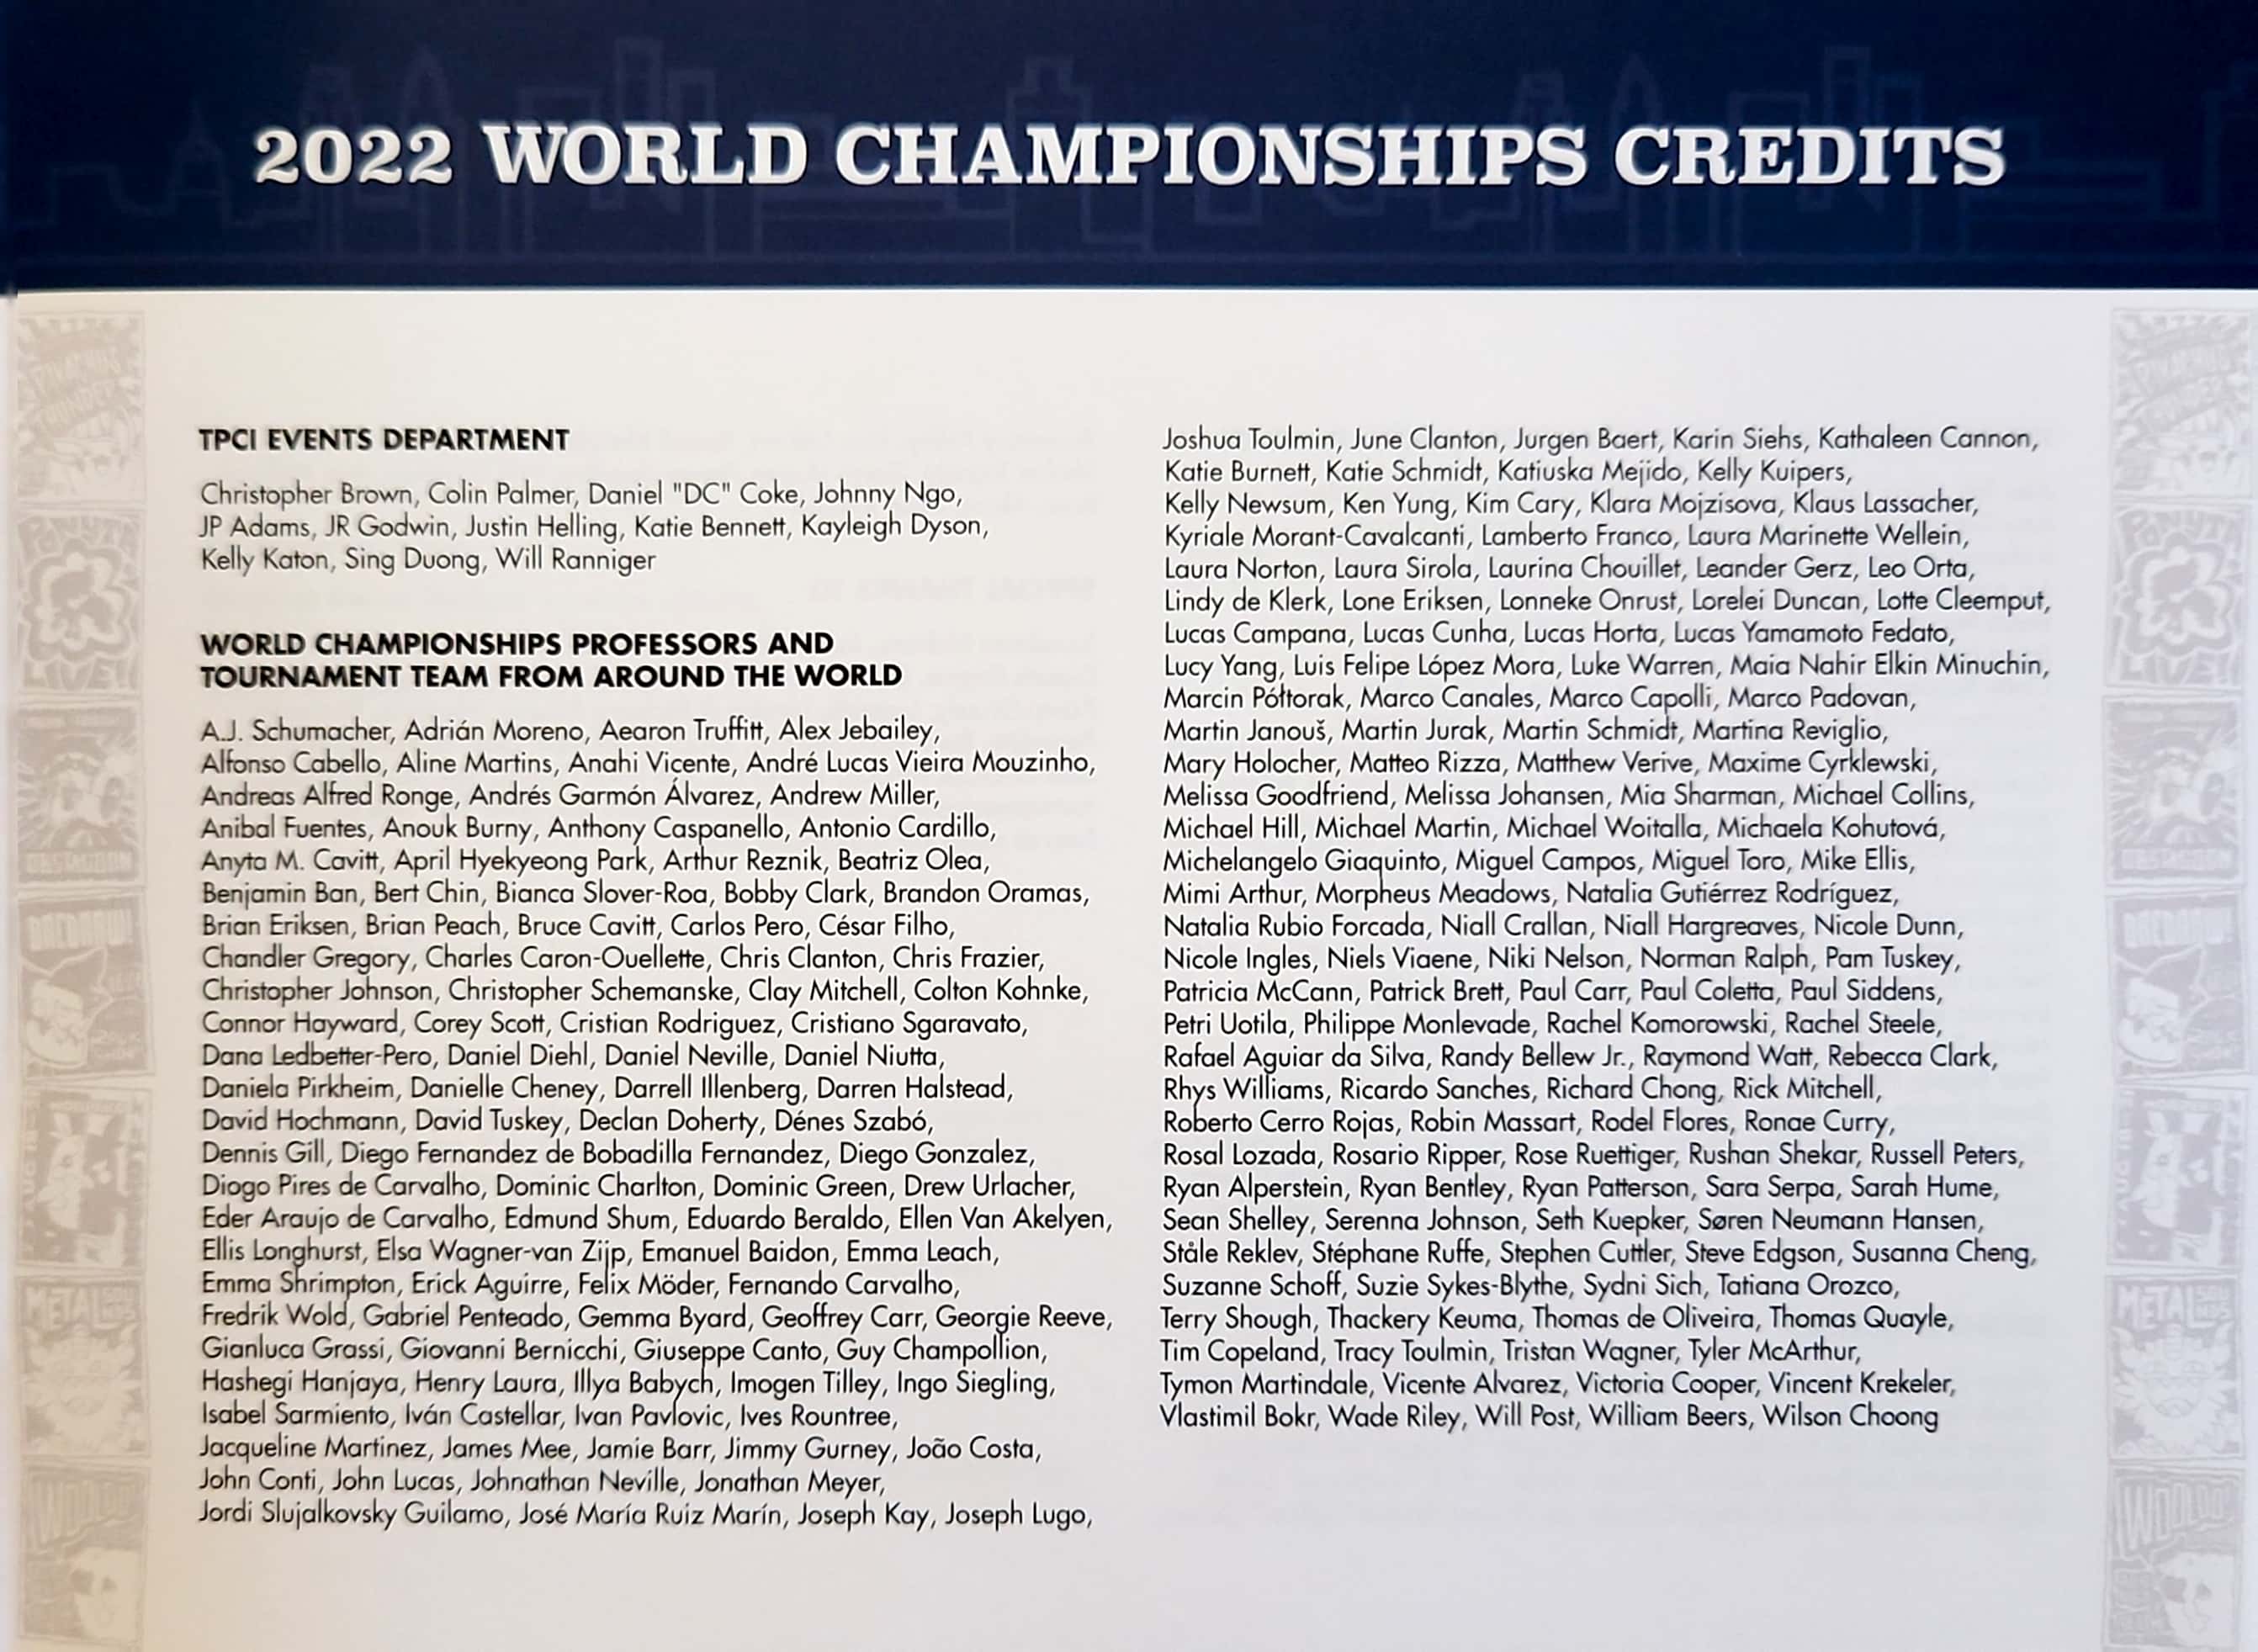 2022 WORLD CHAMPIONSHIPS CREDITS
TPCI EVENTS DEPARTMENT
Christopher Brown, Colin Palmer, Daniel "DC" Coke, Johnny Ngo,
JP Adams, JR Godwin, Justin Helling, Katie Bennett, Kayleigh Dyson,
Kelly Katon, Sing Duong, Will Ranniger
WORLD CHAMPIONSHIPS PROFESSORS AND
TOURNAMENT TEAM FROM AROUND THE WORLD
A.J. Schumacher, Adrián Moreno, Aearon Truffitt, Alex Jebailey,
Alfonso Cabello, Aline Martins, Anahi Vicente, André Lucas Vieira Mouzinho,
Andreas Alfred Ronge, Andrés Garmón Álvarez, Andrew Miller,
Anibal Fuentes, Anouk Burny, Anthony Caspanello, Antonio Cardillo,
Anyta M. Cavitt, April Hyekyeong Park, Arthur Reznik, Beatriz Olea,
Benjamin Ban, Bert Chin, Bianca Slover-Roa, Bobby Clark, Brandon Oramas,
Brian Eriksen, Brian Peach, Bruce Cavitt, Carlos Pero, César Filho,
Chandler Gregory, Charles Caron-Ouellette, Chris Clanton, Chris Frazier,
Christopher Johnson, Christopher Schemanske, Clay Mitchell, Colton Kohnke,
Connor Hayward, Corey Scott, Cristian Rodriguez, Cristiano Sgaravato,
Dana Ledbetter-Pero, Daniel Diehl, Daniel Neville, Daniel Niutta,
Daniela Pirkheim, Danielle Cheney, Darrell Illenberg, Darren Halstead,
David Hochmann, David Tuskey, Declan Doherty, Dénes Szabó,
Dennis Gill, Diego Fernandez de Bobadilla Fernandez, Diego Gonzalez,
Diogo Pires de Carvalho, Dominic Charlton, Dominic Green, Drew Urlacher,
Eder Araujo de Carvalho, Edmund Shum, Eduardo Beraldo, Ellen Van Akelyen,
Ellis Longhurst, Elsa Wagner-van Zijp, Emanuel Baidon, Emma Leach,
Emma Shrimpton, Erick Aguirre, Felix Möder, Fernando Carvalho,
Fredrik Wold, Gabriel Penteado, Gemma Byard, Geoffrey Carr, Georgie Reeve,
Gianluca Grassi, Giovanni Bernicchi, Giuseppe Canto, Guy Champollion,
Hashegi Hanjaya, Henry Laura, Illya Babych, Imogen Tilley, Ingo Siegling,
Isabel Sarmiento, Iván Castellar, Ivan Pavlovic, Ives Rountree,
Jacqueline Martinez, James Mee, Jamie Barr, Jimmy Gurney, João Costa,
John Conti, John Lucas, Johnathan Neville, Jonathan Meyer,
Jordi Slujalkovsky Guilamo, José María Ruiz Marín, Joseph Kay, Joseph Lugo,
Joshua Toulmin, June Clanton, Jurgen Baert, Karin Siehs, Kathaleen Cannon,
Katie Burnett, Katie Schmidt, Katiuska Mejido, Kelly Kuipers,
Kelly Newsum, Ken Yung, Kim Cary, Klara Mojzisova, Klaus Lassacher,
Kyriale Morant-Cavalcanti, Lamberto Franco, Laura Marinette Wellein,
Laura Norton, Laura Sirola, Laurina Chouillet, Leander Gerz, Leo Orta,
Lindy de Klerk, Lone Eriksen, Lonneke Onrust, Lorelei Duncan, Lotte Cleemput,
Lucas Campana, Lucas Cunha, Lucas Horta, Lucas Yamamoto Fedato,
Lucy Yang, Luis Felipe López Mora, Luke Warren, Maia Nahir Elkin Minuchin,
Marcin Półtorak, Marco Canales, Marco Capolli, Marco Padovan,
Martin Janouš, Martin Jurak, Martin Schmidt, Martina Reviglio,
Mary Holocher, Matteo Rizza, Matthew Verive, Maxime Cyrklewski,
Melissa Goodfriend, Melissa Johansen, Mia Sharman, Michael Collins,
Michael Hill, Michael Martin, Michael Woitalla, Michaela Kohutová,
Michelangelo Giaquinto, Miguel Campos, Miguel Toro, Mike Ellis,
Mimi Arthur, Morpheus Meadows, Natalia Gutiérrez Rodríguez,
Natalia Rubio Forcada, Niall Crallan, Niall Hargreaves, Nicole Dunn,
Nicole Ingles, Niels Viaene, Niki Nelson, Norman Ralph, Pam Tuskey,
Patricia McCann, Patrick Brett, Paul Carr, Paul Coletta, Paul Siddens,
Petri Uotila, Philippe Monlevade, Rachel Komorowski, Rachel Steele,
Rafael Aguiar da Silva, Randy Bellew Jr., Raymond Watt, Rebecca Clark,
Rhys Williams, Ricardo Sanches, Richard Chong, Rick Mitchell,
Roberto Cerro Rojas, Robin Massart, Rodel Flores, Ronae Curry,
Rosal Lozada, Rosario Ripper, Rose Ruettiger, Rushan Shekar, Russell Peters,
Ryan Alperstein, Ryan Bentley, Ryan Patterson, Sara Serpa, Sarah Hume,
Sean Shelley, Serenna Johnson, Seth Kuepker, Søren Neumann Hansen,
Ståle Reklev, Stéphane Ruffe, Stephen Cuttler, Steve Edgson, Susanna Cheng,
Suzanne Schoff, Suzie Sykes-Blythe, Sydni Sich, Tatiana Orozco,
Terry Shough, Thackery Keuma, Thomas de Oliveira, Thomas Quayle,
Tim Copeland, Tracy Toulmin, Tristan Wagner, Tyler McArthur,
Tymon Martindale, Vicente Alvarez, Victoria Cooper, Vincent Krekeler,
Vlastimil Bokr, Wade Riley, Will Post, William Beers, Wilson Choong